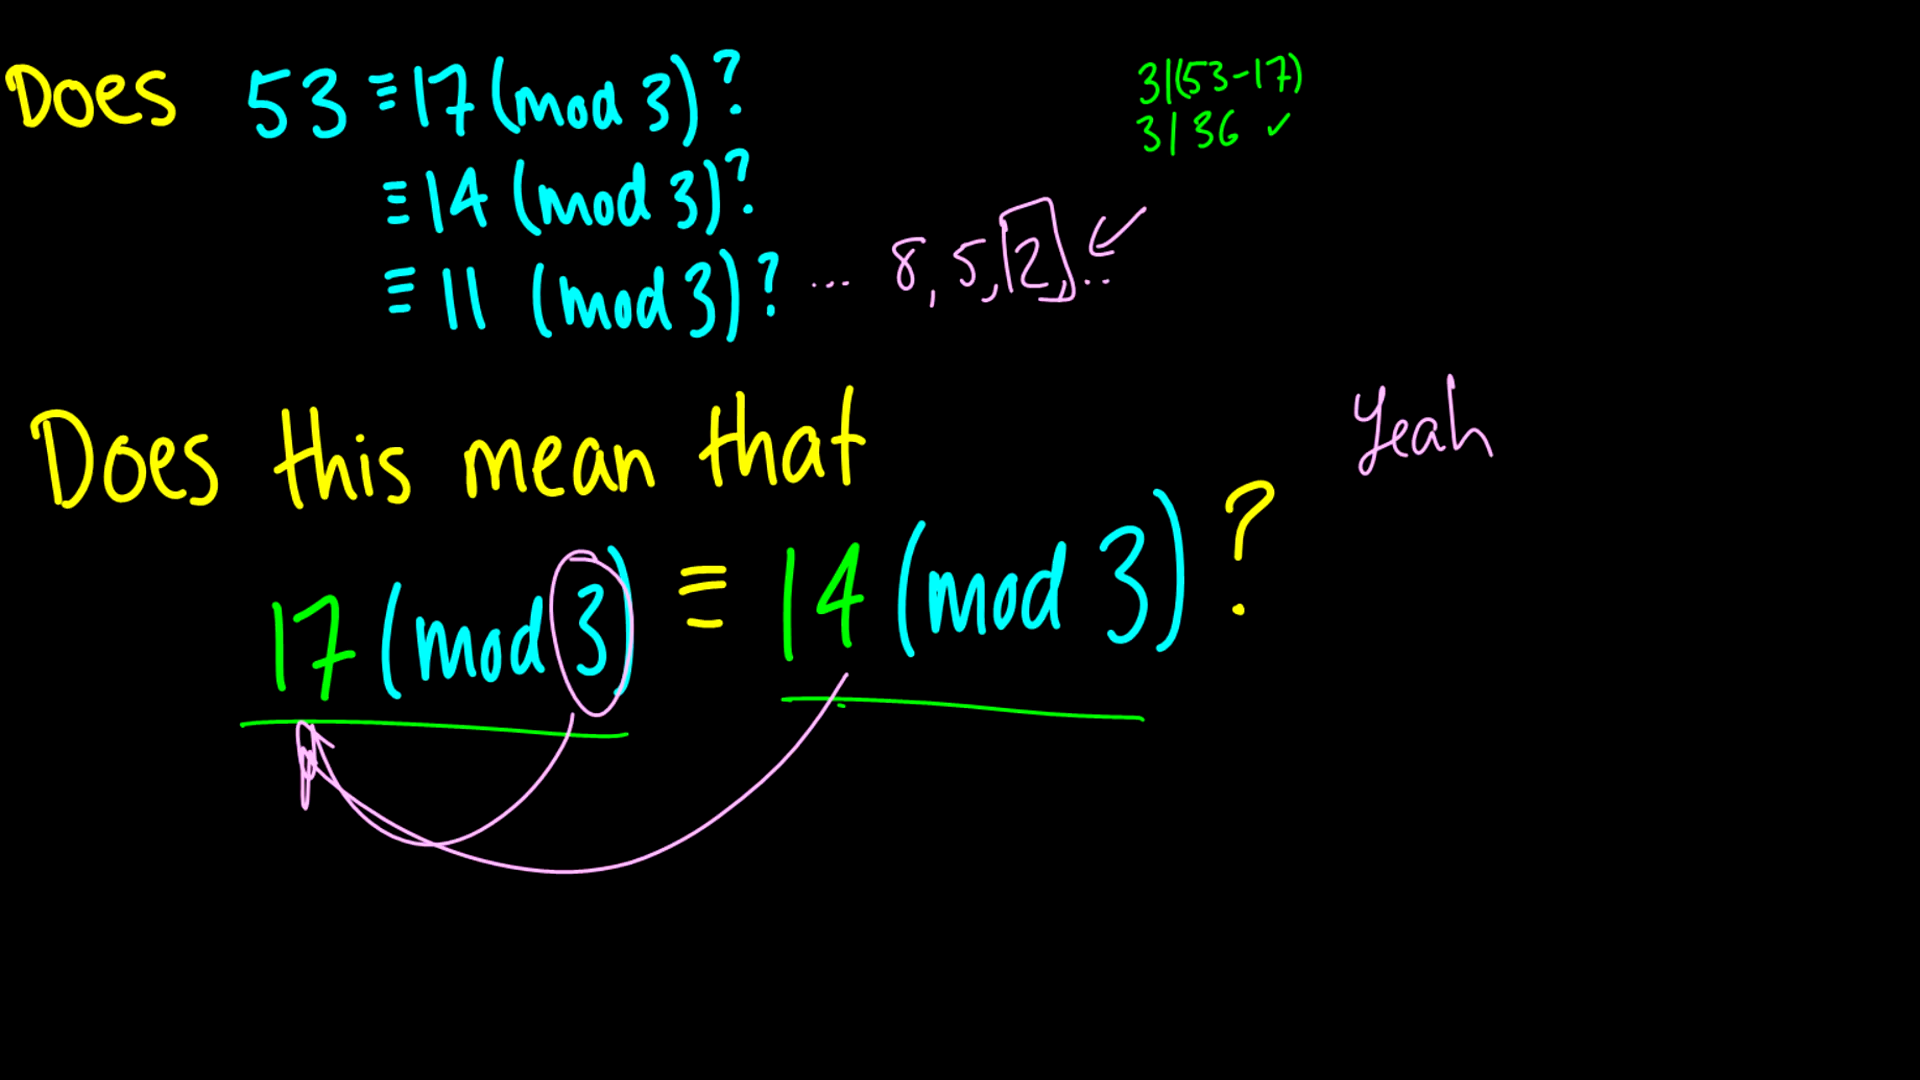 Does 53 ≡ 17 (mod 3)?
3|(53-17)
3|36 ✓
≡ 14 (mod 3)?
≡ 11 (mod 3)? ... 8, 5, 2, ..
Does this mean that
Yeah
17 (mod 3) ≡ 14 (mod 3)?